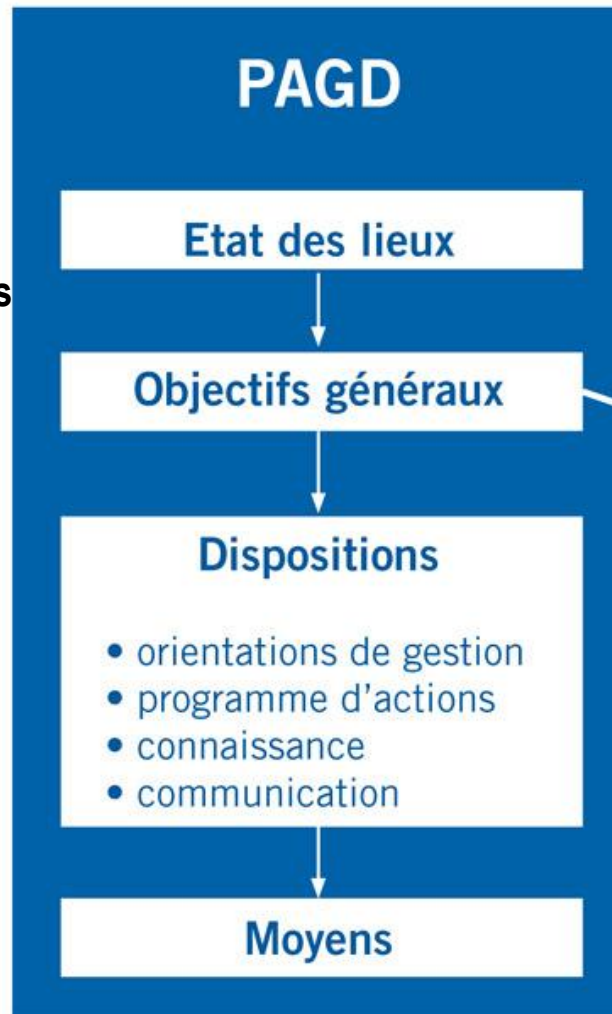 PAGD
Etat des lieux
s
Objectifs généraux
Dispositions
• orientations de gestion
• programme d'actions
• connaissance
• communication
Moyens